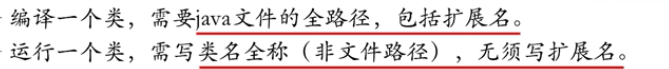 编译一个类，需要java文件的全路径，包括扩展名。
运行一个类，需写类名全称（非文件路径），无须写扩展名。